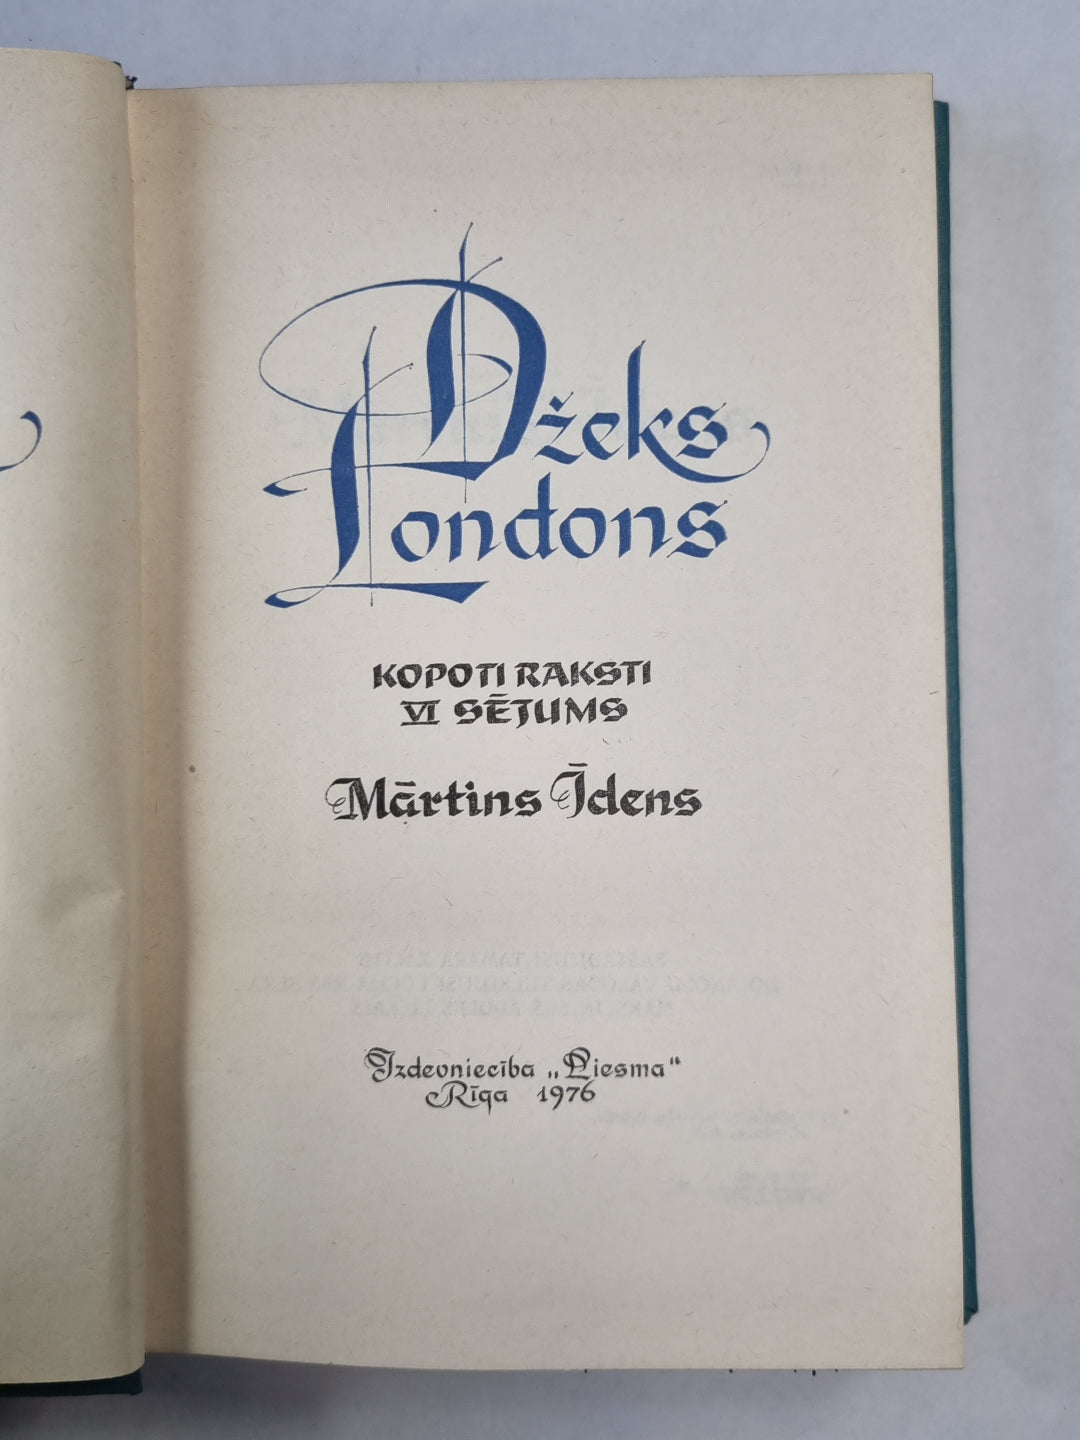 Džeks
Londons
KOPOTI RAKSTI
VI SĒJUMS
Mārtins Īdens
Izdevniecība „Liesma“
Rīga 1976